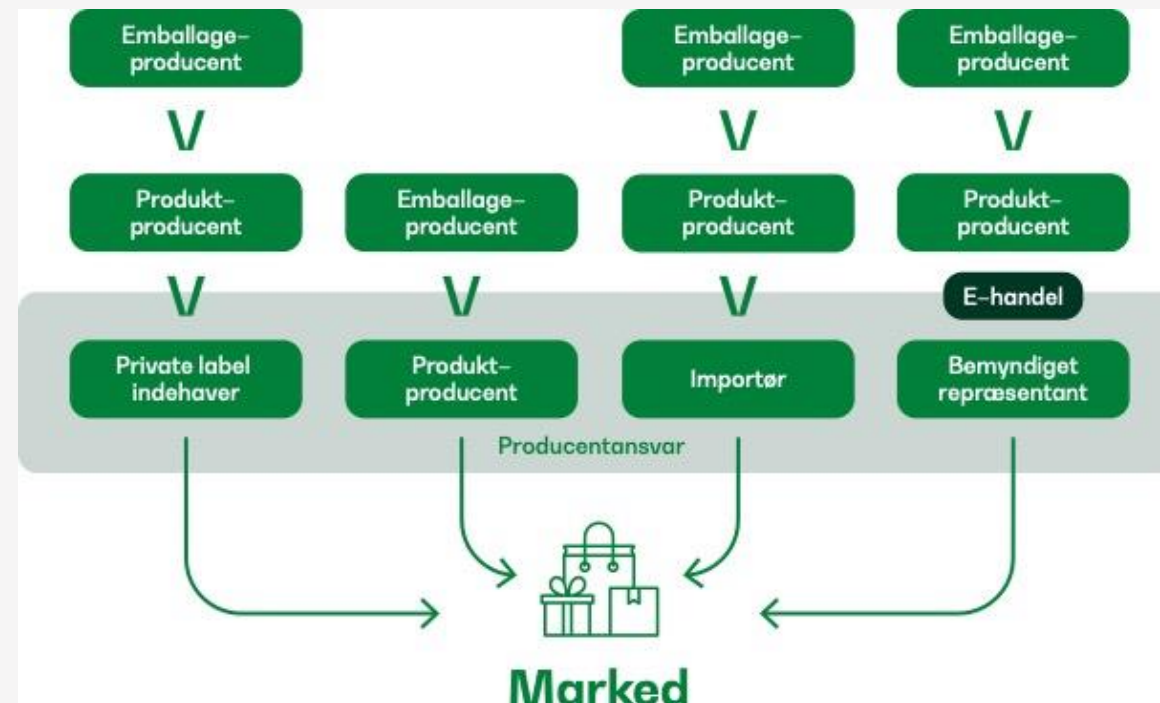 Emballage-
producent
Emballage-
producent
Emballage-
producent
Produkt-
producent
Emballage-
producent
Produkt-
producent
Produkt-
producent
E-handel
Private label
indehaver
Produkt-
producent
Importør
Bemyndiget
repræsentant
Producentansvar
Marked